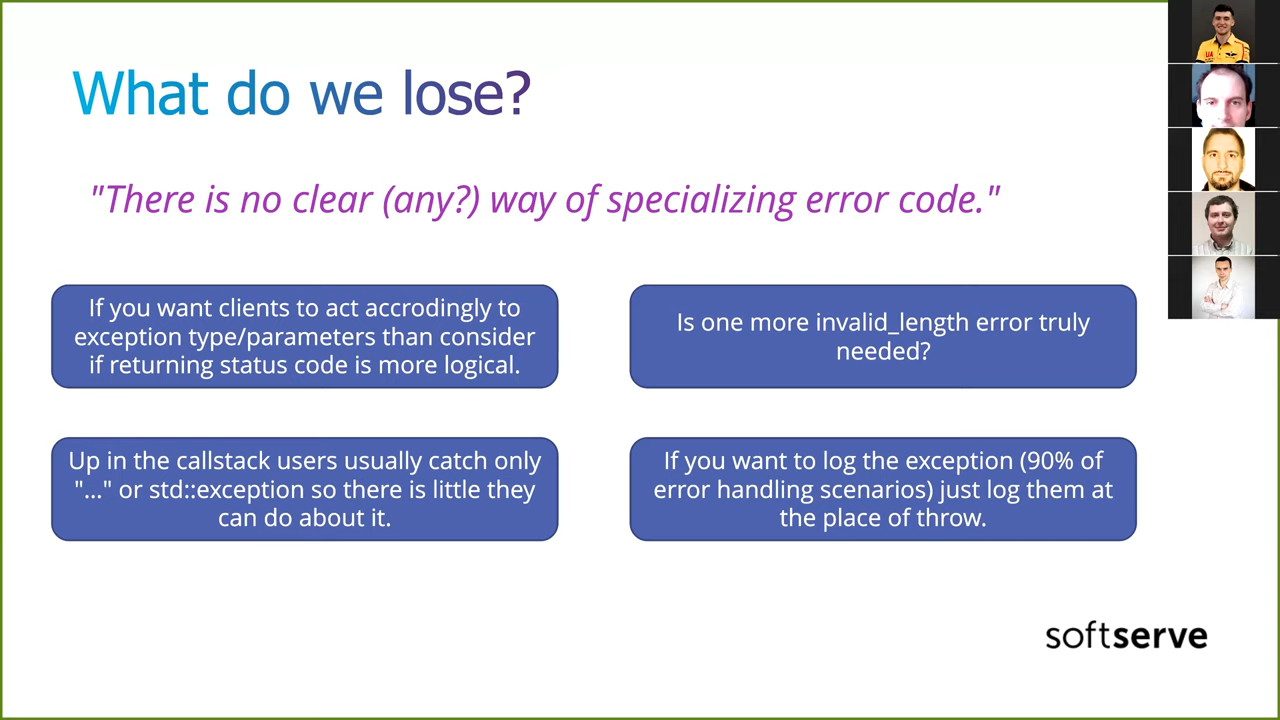 What do we lose?
"There is no clear (any?) way of specializing error code."
If you want clients to act accrodingly to
exception type/parameters than consider
if returning status code is more logical.
Is one more invalid_length error truly
needed?
Up in the callstack users usually catch only
"..." or std::exception so there is little they
can do about it.
If you want to log the exception (90% of
error handling scenarios) just log them at
the place of throw.
softserve
UA